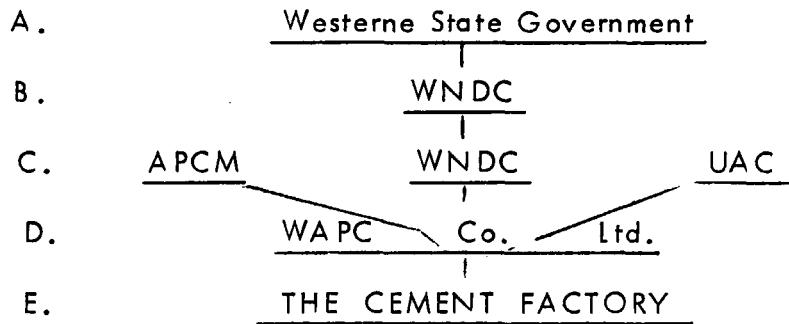 A. Westerne State Government
B. WNDC
C. APCM WNDC UAC
D. WAPC Co. Ltd.
E. THE CEMENT FACTORY